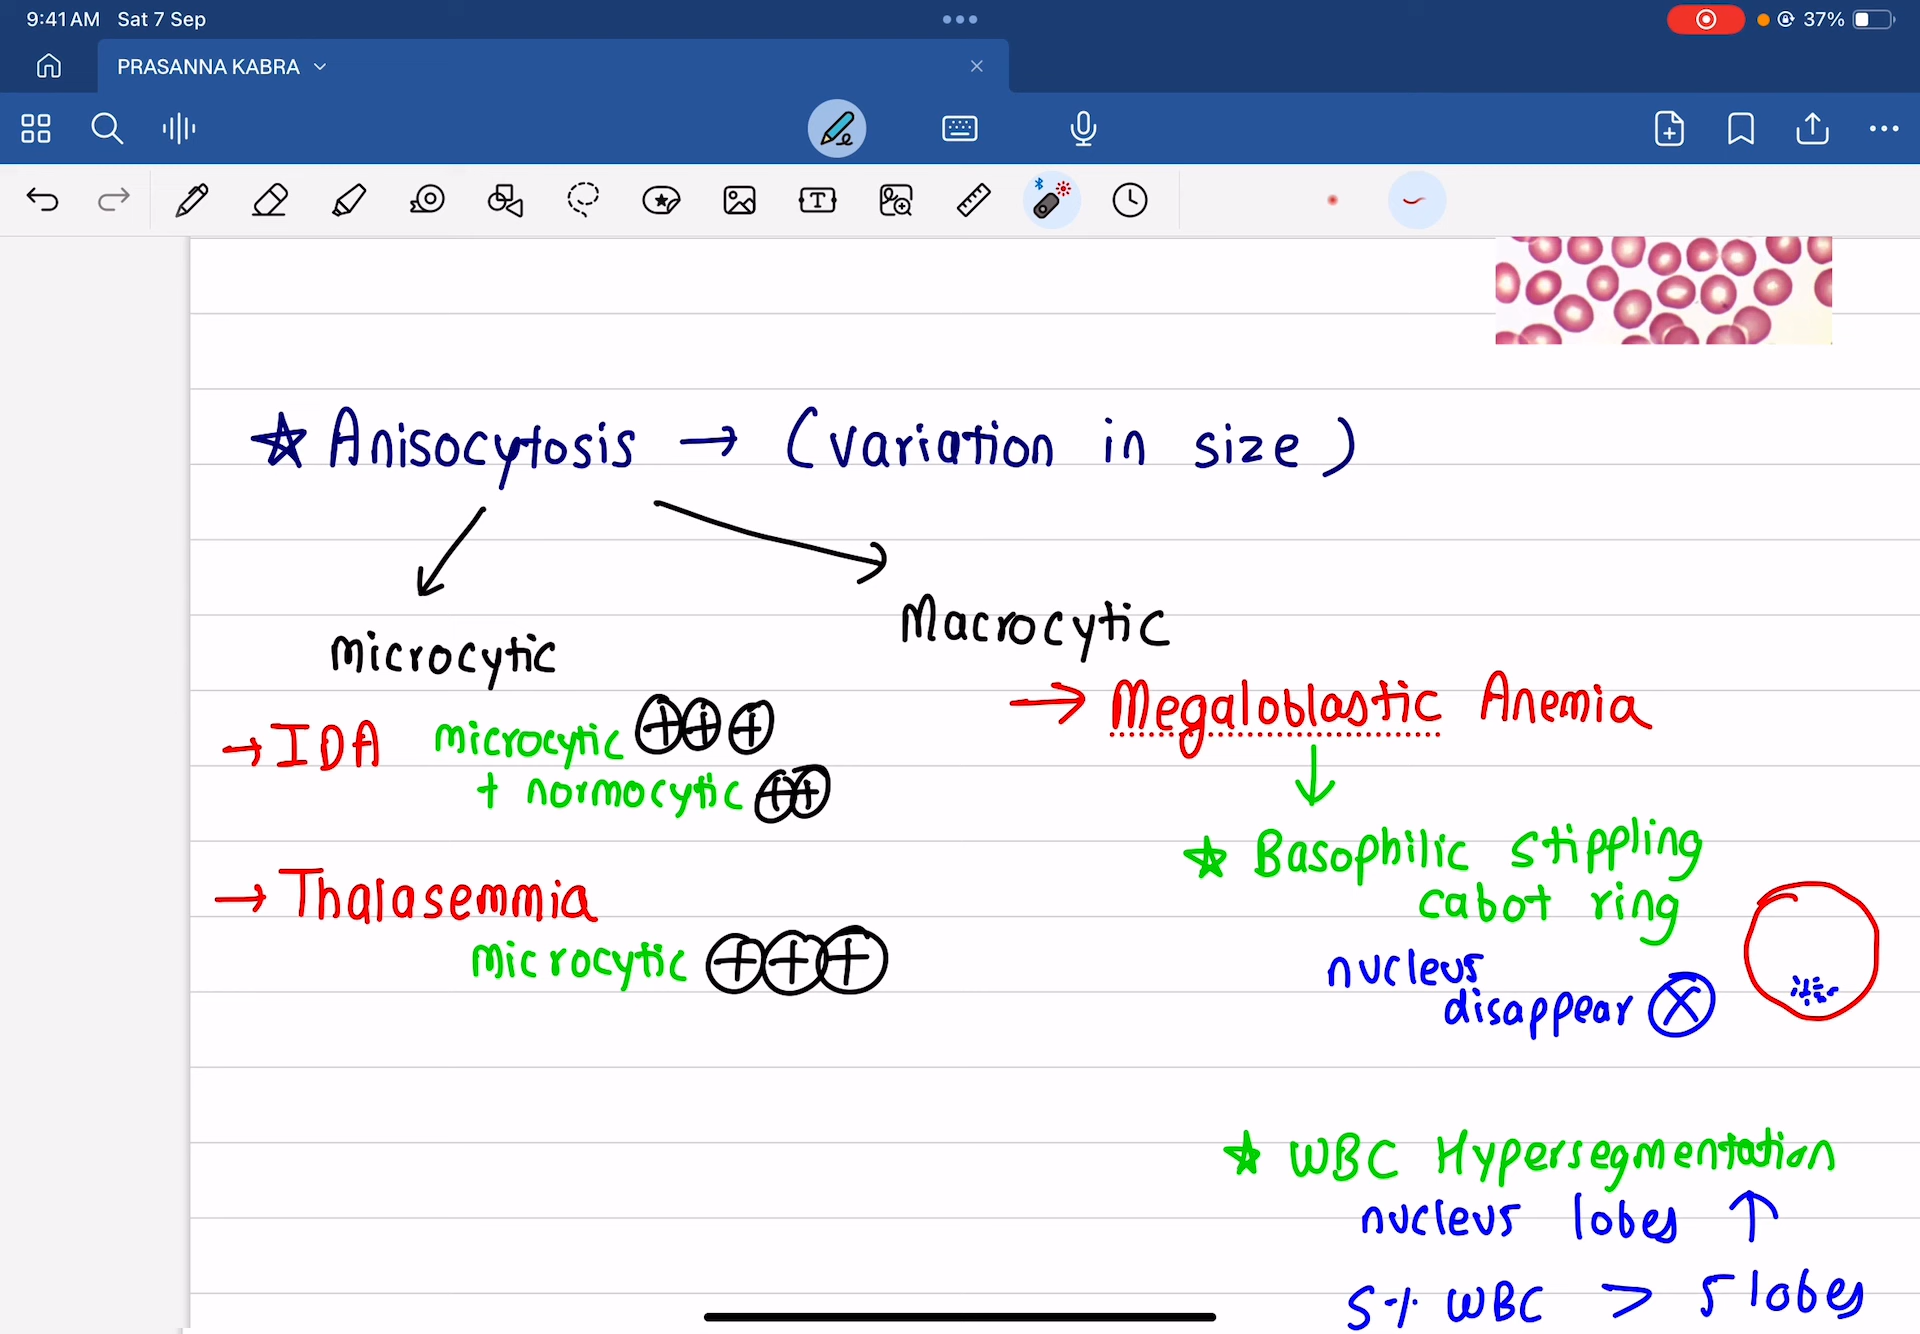 9:41 AM Sat 7 Sep
37%
PRASANNA KABRA
T
☆ Anisocytosis → (variation in size)
microcytic
Macrocytic
→ IDA microcytic ⊕⊕⊕
+ normocytic ⊕⊕
→ Thalasemmia
microcytic ⊕⊕⊕
→ Megaloblastic Anemia
↓
☆ Basophilic stippling
cabot ring
nucleus
disappear ⊗
☆ WBC Hypersegmentation
nucleus lobes ↑
5% WBC > 5 lobes